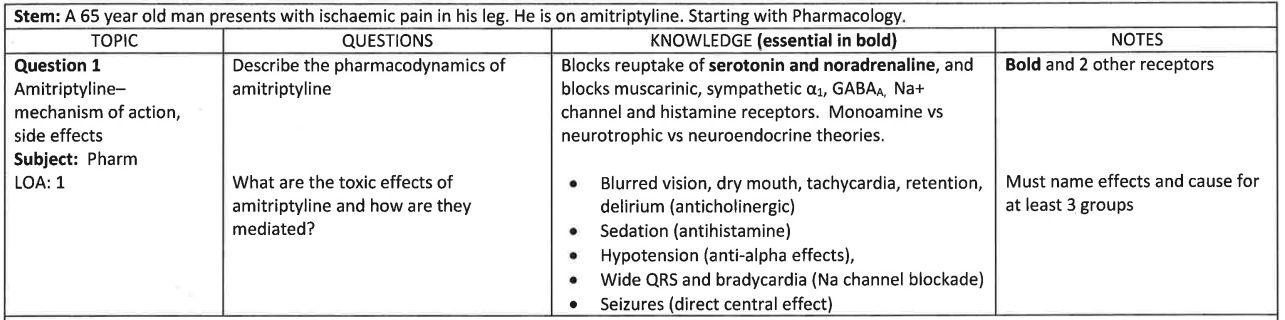 Stem: A 65 year old man presents with ischaemic pain in his leg. He is on amitriptyline. Starting with Pharmacology.
TOPIC
QUESTIONS
KNOWLEDGE (essential in bold)
NOTES
Question 1
Amitriptyline–
mechanism of action,
side effects
Subject: Pharm
LOA: 1
Describe the pharmacodynamics of
amitriptyline
Blocks reuptake of serotonin and noradrenaline, and
blocks muscarinic, sympathetic α1, GABAA, Na+
channel and histamine receptors. Monoamine vs
neurotrophic vs neuroendocrine theories.
Bold and 2 other receptors
What are the toxic effects of
amitriptyline and how are they
mediated?
• Blurred vision, dry mouth, tachycardia, retention,
delirium (anticholinergic)
• Sedation (antihistamine)
• Hypotension (anti-alpha effects),
• Wide QRS and bradycardia (Na channel blockade)
• Seizures (direct central effect)
Must name effects and cause for
at least 3 groups